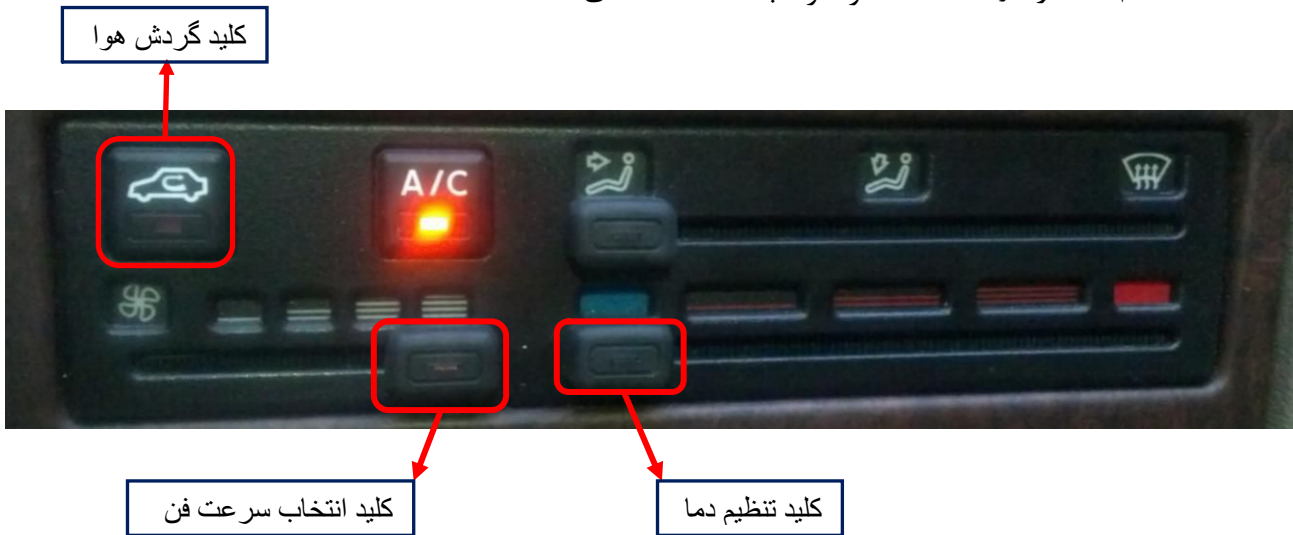 کلید گردش هوا
A/C
کلید انتخاب سرعت فن
کلید تنظیم دما